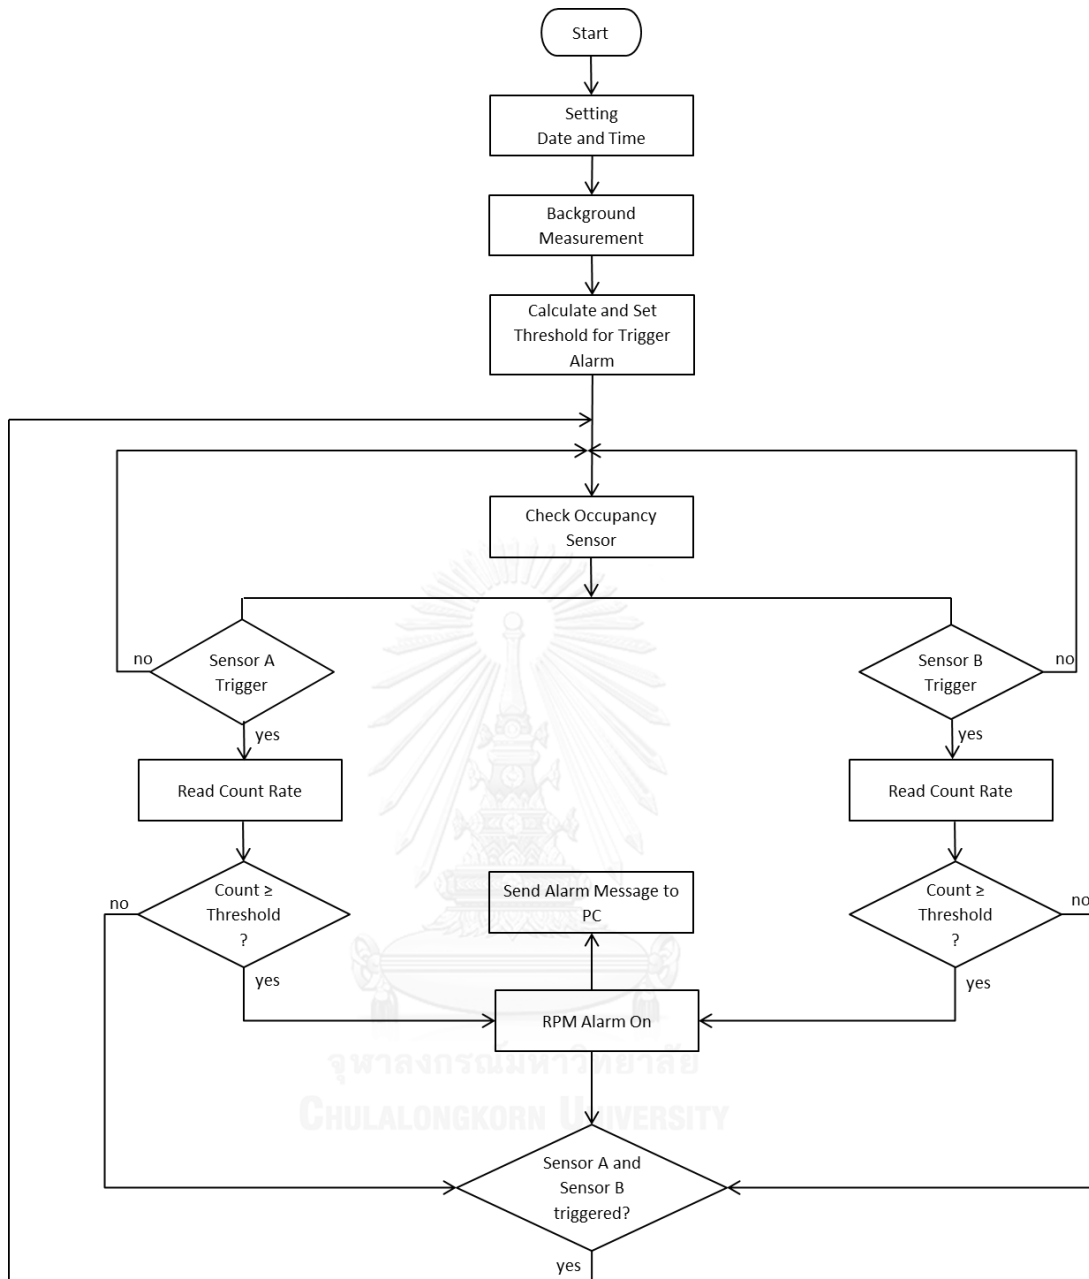 Start
Setting
Date and Time
Background
Measurement
Calculate and Set
Threshold for Trigger
Alarm
Check Occupancy
Sensor
no
Sensor A
Trigger
yes
Sensor B
Trigger
no
yes
Read Count Rate
Read Count Rate
no
Count ≥
Threshold
?
yes
Send Alarm Message to
PC
Count ≥
Threshold
?
no
yes
RPM Alarm On
จุฬาลงกรณ์มหาวิทยาลัย
CHULALONGKORN UNIVERSITY
Sensor A and
Sensor B
triggered?
yes